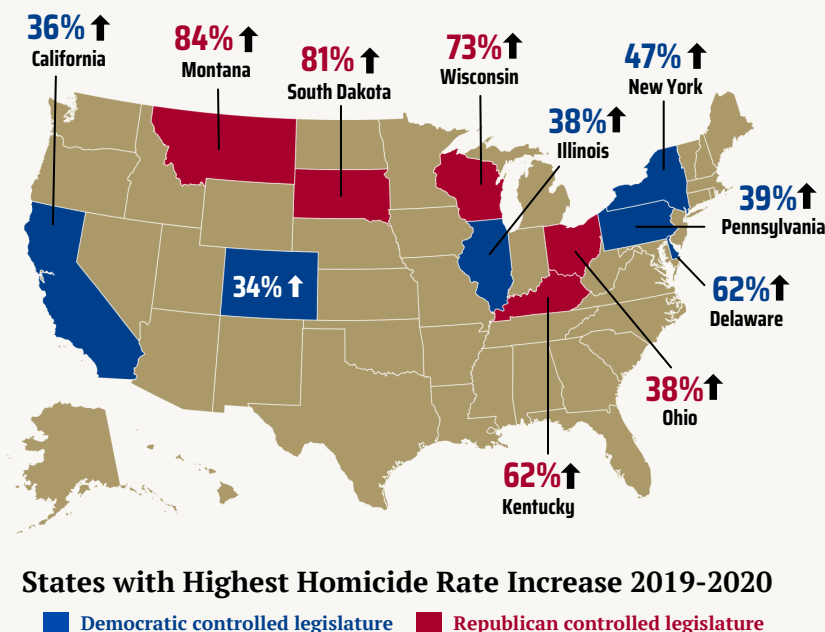 36%
California
84%
Montana
81%
South Dakota
73%
Wisconsin
47%
New York
38%
Illinois
39%
Pennsylvania
34%
62%
Delaware
38%
Ohio
62%
Kentucky
States with Highest Homicide Rate Increase 2019-2020
Democratic controlled legislature
Republican controlled legislature